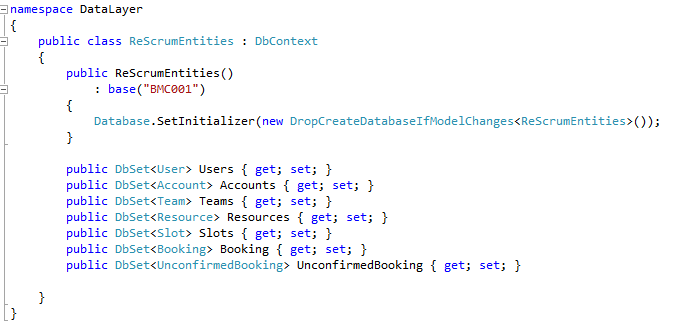 namespace DataLayer
{
    public class ReScrumEntities : DbContext
    {
        public ReScrumEntities()
            : base("BMC001")
        {
            Database.SetInitializer(new DropCreateDatabaseIfModelChanges<ReScrumEntities>());
        }

        public DbSet<User> Users { get; set; }
        public DbSet<Account> Accounts { get; set; }
        public DbSet<Team> Teams { get; set; }
        public DbSet<Resource> Resources { get; set; }
        public DbSet<Slot> Slots { get; set; }
        public DbSet<Booking> Booking { get; set; }
        public DbSet<UnconfirmedBooking> UnconfirmedBooking { get; set; }

    }
}